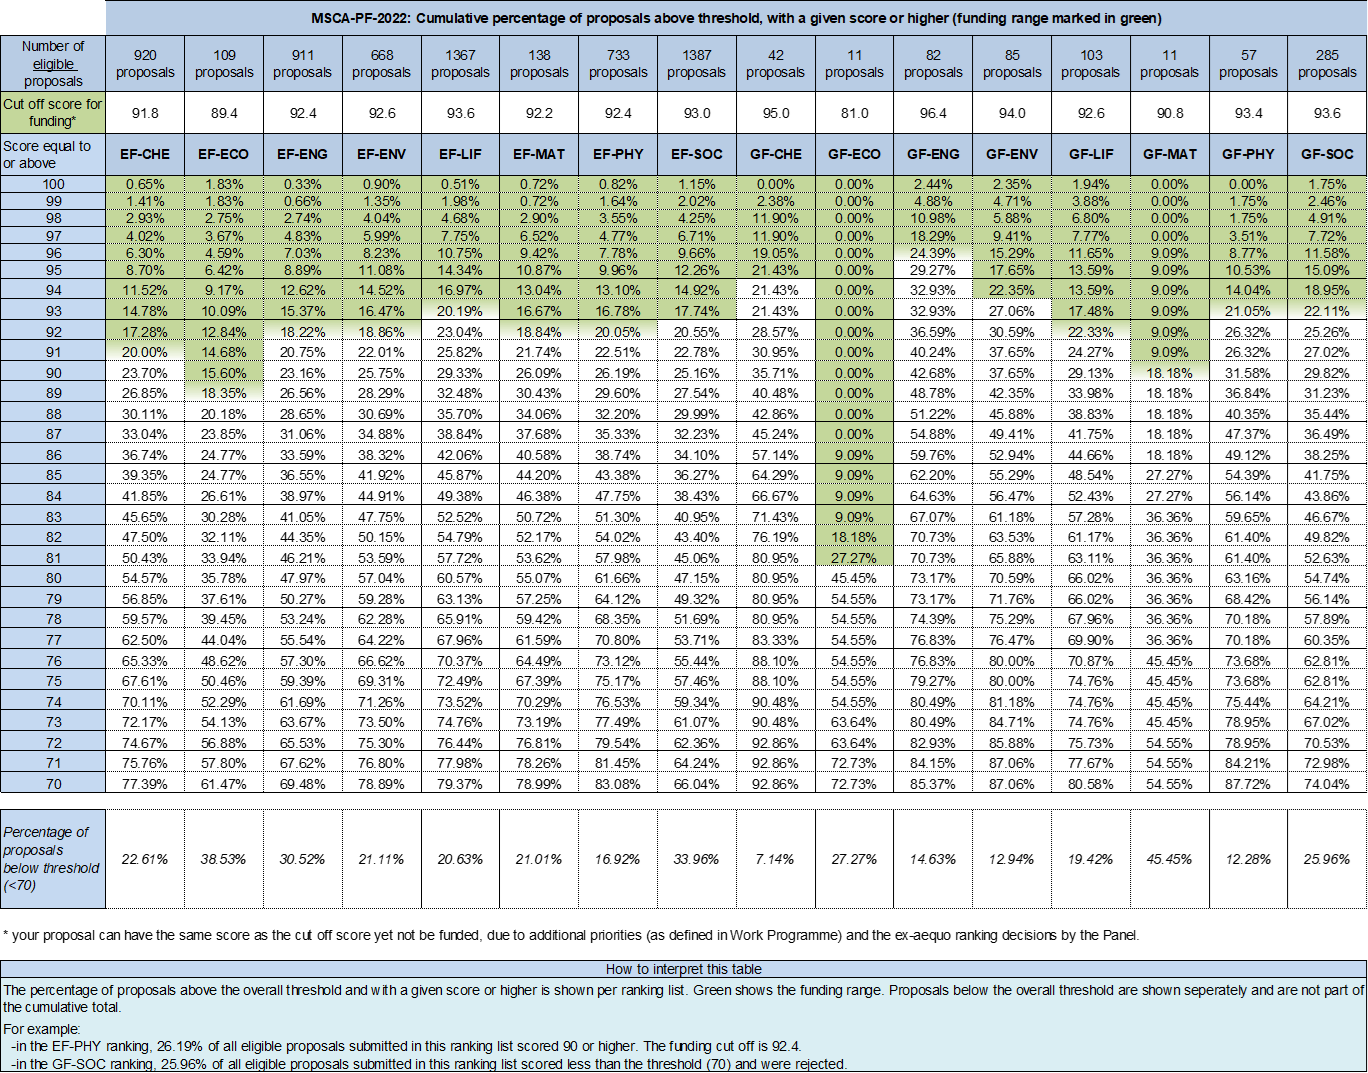 MSCA-PF-2022: Cumulative percentage of proposals above threshold, with a given score or higher (funding range marked in green)
Number of eligible proposals 920 proposals 109 proposals 911 proposals 668 proposals 1367 proposals 138 proposals 733 proposals 1387 proposals 42 proposals 11 proposals 82 proposals 85 proposals 103 proposals 11 proposals 57 proposals 285 proposals
Cut off score for funding* 91.8 89.4 92.4 92.6 93.6 92.2 92.4 93.0 95.0 81.0 96.4 94.0 92.6 90.8 93.4 93.6
Score equal to or above EF-CHE EF-ECO EF-ENG EF-ENV EF-LIF EF-MAT EF-PHY EF-SOC GF-CHE GF-ECO GF-ENG GF-ENV GF-LIF GF-MAT GF-PHY GF-SOC
100 0.65% 1.83% 0.33% 0.90% 0.51% 0.72% 0.82% 1.15% 0.00% 0.00% 2.44% 2.35% 1.94% 0.00% 0.00% 1.75%
99 1.41% 1.83% 0.66% 1.35% 1.98% 0.72% 1.64% 2.02% 2.38% 0.00% 4.88% 4.71% 3.88% 0.00% 1.75% 2.46%
98 2.93% 2.75% 2.74% 4.04% 4.68% 2.90% 3.55% 4.25% 11.90% 0.00% 10.98% 5.88% 6.80% 0.00% 1.75% 4.91%
97 4.02% 3.67% 4.83% 5.99% 7.75% 6.52% 4.77% 6.71% 11.90% 0.00% 18.29% 9.41% 7.77% 0.00% 3.51% 7.72%
96 6.30% 4.59% 7.03% 8.23% 10.75% 9.42% 7.78% 9.66% 19.05% 0.00% 24.39% 15.29% 11.65% 9.09% 8.77% 11.58%
95 8.70% 6.42% 8.89% 11.08% 14.34% 10.87% 9.96% 12.26% 21.43% 0.00% 29.27% 17.65% 13.59% 9.09% 10.53% 15.09%
94 11.52% 9.17% 12.62% 14.52% 16.97% 13.04% 13.10% 14.92% 21.43% 0.00% 32.93% 22.35% 13.59% 9.09% 14.04% 18.95%
93 14.78% 10.09% 15.37% 16.47% 20.19% 16.67% 16.78% 17.74% 21.43% 0.00% 32.93% 27.06% 17.48% 9.09% 21.05% 22.11%
92 17.28% 12.84% 18.22% 18.86% 23.04% 18.84% 20.05% 20.55% 28.57% 0.00% 36.59% 30.59% 22.33% 9.09% 26.32% 25.26%
91 20.00% 14.68% 20.75% 22.01% 25.82% 21.74% 22.51% 22.78% 30.95% 0.00% 40.24% 37.65% 24.27% 9.09% 26.32% 27.02%
90 23.70% 15.60% 23.16% 25.75% 29.33% 26.09% 26.19% 25.16% 35.71% 0.00% 42.68% 37.65% 29.13% 18.18% 31.58% 29.82%
89 26.85% 18.35% 26.56% 28.29% 32.48% 30.43% 29.60% 27.54% 40.48% 0.00% 48.78% 42.35% 33.98% 18.18% 36.84% 31.23%
88 30.11% 20.18% 28.65% 30.69% 35.70% 34.06% 32.20% 29.99% 42.86% 0.00% 51.22% 45.88% 38.83% 18.18% 40.35% 35.44%
87 33.04% 23.85% 31.06% 34.88% 38.84% 37.68% 35.33% 32.23% 45.24% 0.00% 54.88% 49.41% 41.75% 18.18% 47.37% 36.49%
86 36.74% 24.77% 33.59% 38.32% 42.06% 40.58% 38.74% 34.10% 57.14% 9.09% 59.76% 52.94% 44.66% 18.18% 49.12% 38.25%
85 39.35% 24.77% 36.55% 41.92% 45.87% 44.20% 43.38% 36.27% 64.29% 9.09% 62.20% 55.29% 48.54% 27.27% 54.39% 41.75%
84 41.85% 26.61% 38.97% 44.91% 49.38% 46.38% 47.75% 38.43% 66.67% 9.09% 64.63% 56.47% 52.43% 27.27% 56.14% 43.86%
83 45.65% 30.28% 41.05% 47.75% 52.52% 50.72% 51.30% 40.95% 71.43% 9.09% 67.07% 61.18% 57.28% 36.36% 59.65% 46.67%
82 47.50% 32.11% 44.35% 50.15% 54.79% 52.17% 54.02% 43.40% 76.19% 18.18% 70.73% 63.53% 61.17% 36.36% 61.40% 49.82%
81 50.43% 33.94% 46.21% 53.59% 57.72% 53.62% 57.98% 45.06% 80.95% 27.27% 70.73% 65.88% 63.11% 36.36% 61.40% 52.63%
80 54.57% 35.78% 47.97% 57.04% 60.57% 55.07% 61.66% 47.15% 80.95% 45.45% 73.17% 70.59% 66.02% 36.36% 63.16% 54.74%
79 56.85% 37.61% 50.27% 59.28% 63.13% 57.25% 64.12% 49.32% 80.95% 54.55% 73.17% 71.76% 66.02% 36.36% 68.42% 56.14%
78 59.57% 39.45% 53.24% 62.28% 65.91% 59.42% 68.35% 51.69% 80.95% 54.55% 74.39% 75.29% 67.96% 36.36% 70.18% 57.89%
77 62.50% 44.04% 55.54% 64.22% 67.96% 61.59% 70.80% 53.71% 83.33% 54.55% 76.83% 76.47% 69.90% 36.36% 70.18% 60.35%
76 65.33% 48.62% 57.30% 66.62% 70.37% 64.49% 73.12% 55.44% 88.10% 54.55% 76.83% 80.00% 70.87% 45.45% 73.68% 62.81%
75 67.61% 50.46% 59.39% 69.31% 72.49% 67.39% 75.17% 57.46% 88.10% 54.55% 79.27% 80.00% 74.76% 45.45% 73.68% 62.81%
74 70.11% 52.29% 61.69% 71.26% 73.52% 70.29% 76.53% 59.34% 90.48% 54.55% 80.49% 81.18% 74.76% 45.45% 75.44% 64.21%
73 72.17% 54.13% 63.67% 73.50% 74.76% 73.19% 77.49% 61.07% 90.48% 63.64% 80.49% 84.71% 74.76% 45.45% 78.95% 67.02%
72 74.67% 56.88% 65.53% 75.30% 76.44% 76.81% 79.54% 62.36% 92.86% 63.64% 82.93% 85.88% 75.73% 54.55% 78.95% 70.53%
71 75.76% 57.80% 67.62% 76.80% 77.98% 78.26% 81.45% 64.24% 92.86% 72.73% 84.15% 87.06% 77.67% 54.55% 84.21% 72.98%
70 77.39% 61.47% 69.48% 78.89% 79.37% 78.99% 83.08% 66.04% 92.86% 72.73% 85.37% 87.06% 80.58% 54.55% 87.72% 74.04%
Percentage of proposals below threshold (<70) 22.61% 38.53% 30.52% 21.11% 20.63% 21.01% 16.92% 33.96% 7.14% 27.27% 14.63% 12.94% 19.42% 45.45% 12.28% 25.96%
* your proposal can have the same score as the cut off score yet not be funded, due to additional priorities (as defined in Work Programme) and the ex-aequo ranking decisions by the Panel.
How to interpret this table
The percentage of proposals above the overall threshold and with a given score or higher is shown per ranking list. Green shows the funding range. Proposals below the overall threshold are shown seperately and are not part of
the cumulative total.
For example:
-in the EF-PHY ranking, 26.19% of all eligible proposals submitted in this ranking list scored 90 or higher. The funding cut off is 92.4.
-in the GF-SOC ranking, 25.96% of all eligible proposals submitted in this ranking list scored less than the threshold (70) and were rejected.